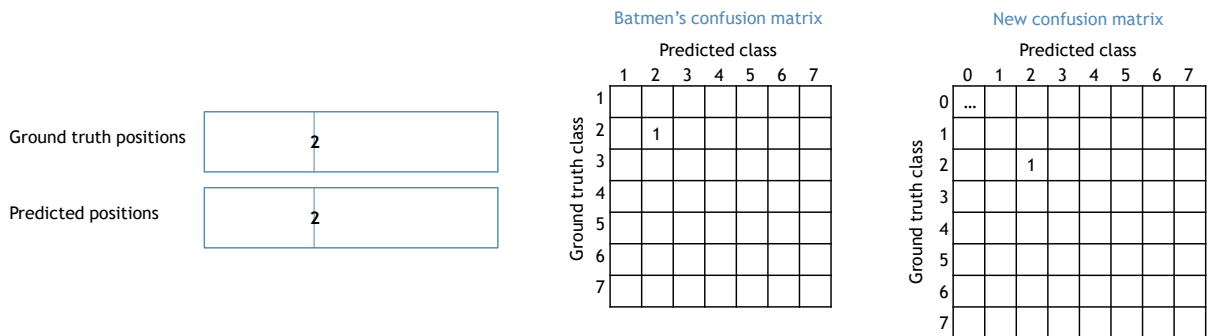 Batmen's confusion matrix
New confusion matrix
Predicted class
Predicted class
1 2 3 4 5 6 7
0 1 2 3 4 5 6 7
Ground truth positions
2
Predicted positions
2
Ground truth class
1
2 1
3
4
5
6
7
Ground truth class
0 ...
1
2 1
3
4
5
6
7